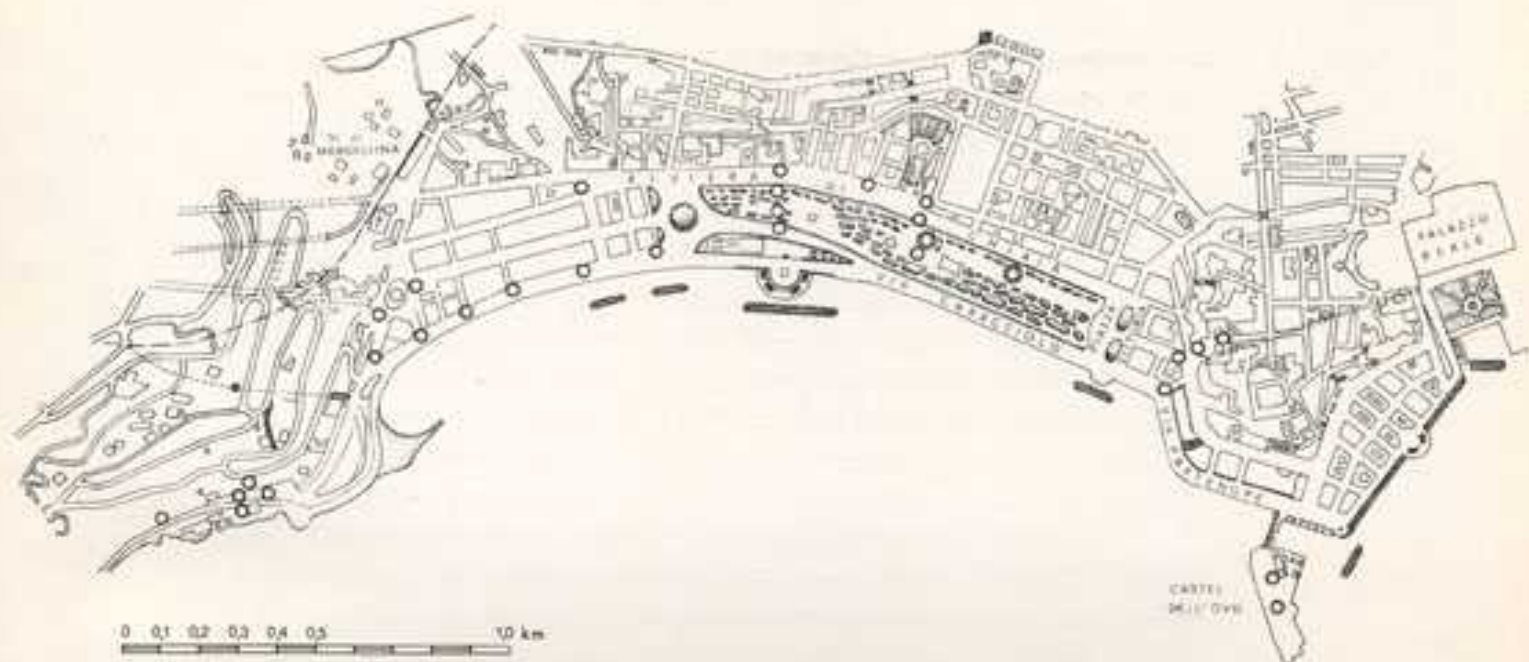 MERGELLINA
RIVIERA DI
CHIAIA
VIA CARACCIOLO
VIA PARTENOPE
PALAZZO
REALE
CASTEL
DELL' OVO
0 0,1 0,2 0,3 0,4 0,5 1,0 km